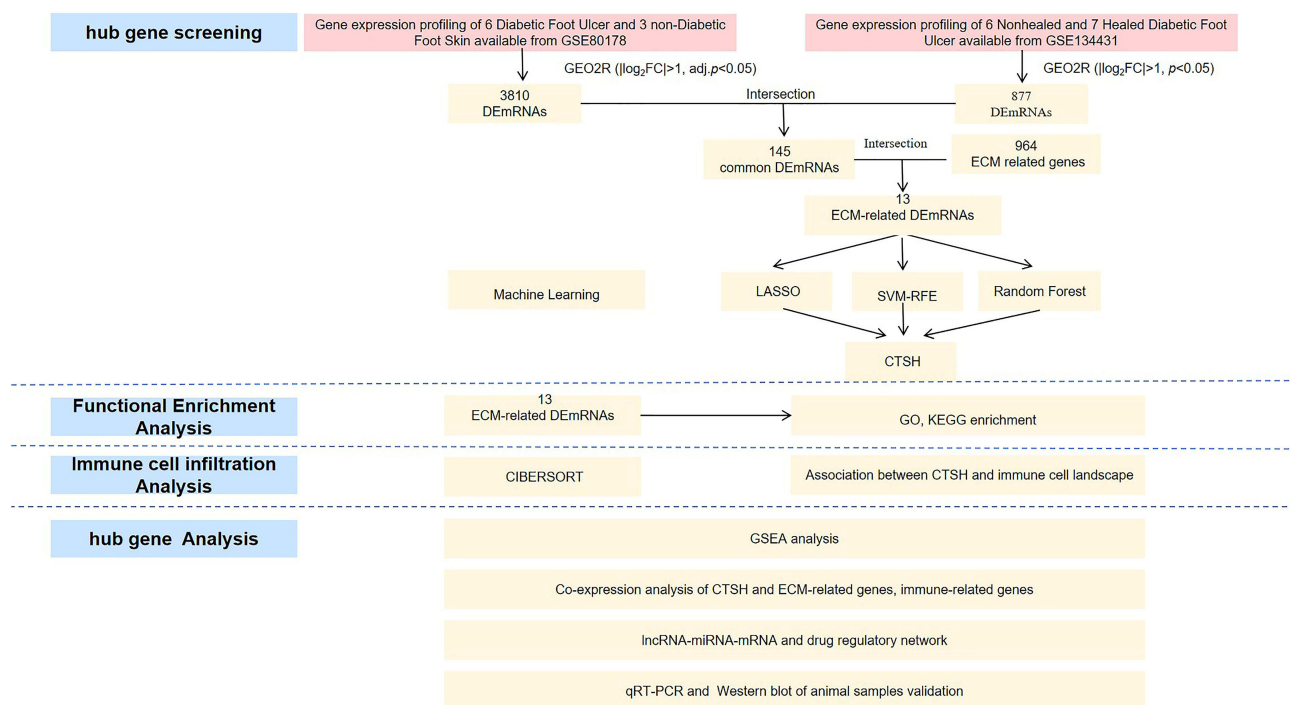 hub gene screening
Gene expression profiling of 6 Diabetic Foot Ulcer and 3 non-Diabetic
Foot Skin available from GSE80178
Gene expression profiling of 6 Nonhealed and 7 Healed Diabetic Foot
Ulcer available from GSE134431
GEO2R (|log₂FC|>1, adj.p<0.05)
GEO2R (|log₂FC|>1, p<0.05)
3810
DEmRNAs
Intersection
877
DEmRNAs
145
common DEmRNAs
Intersection
964
ECM related genes
13
ECM-related DEmRNAs
Machine Learning
LASSO
SVM-RFE
Random Forest
CTSH
Functional Enrichment
Analysis
13
ECM-related DEmRNAs
GO, KEGG enrichment
Immune cell infiltration
Analysis
CIBERSORT
Association between CTSH and immune cell landscape
hub gene Analysis
GSEA analysis
Co-expression analysis of CTSH and ECM-related genes, immune-related genes
lncRNA-miRNA-mRNA and drug regulatory network
qRT-PCR and Western blot of animal samples validation